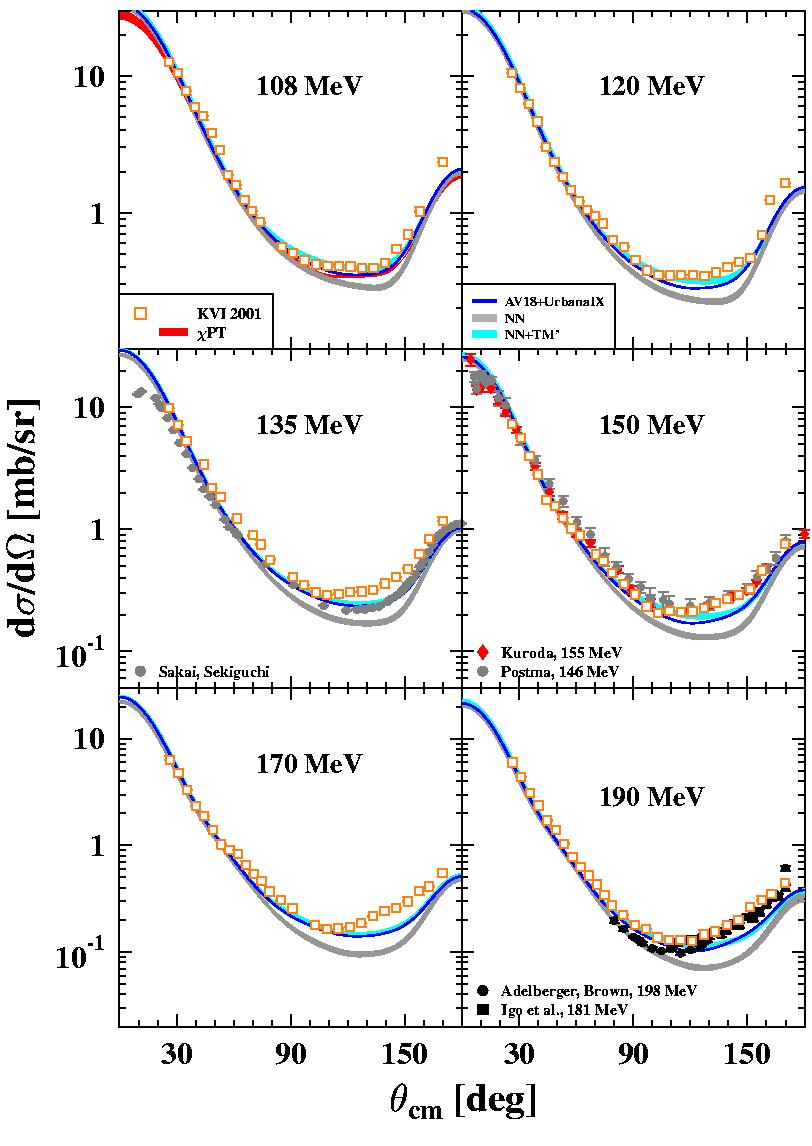 10
108 MeV
120 MeV
1
KVI 2001
χPT
AV18+UrbanaIX
NN
NN+TM'
10
135 MeV
150 MeV
1
10⁻¹
Sakai, Sekiguchi
Kuroda, 155 MeV
Postma, 146 MeV
dσ/dΩ [mb/sr]
10
170 MeV
190 MeV
1
10⁻¹
Adelberger, Brown, 198 MeV
Igo et al., 181 MeV
30 90 150 30 90 150
θcm [deg]